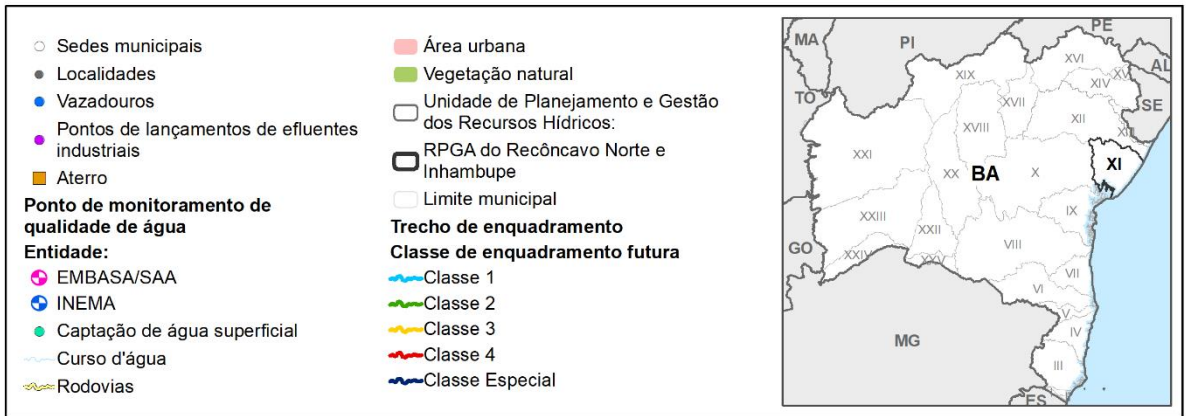 Sedes municipais
Localidades
Vazadouros
Pontos de lançamentos de efluentes
industriais
Aterro
Ponto de monitoramento de
qualidade de água
Entidade:
EMBASA/SAA
INEMA
Captação de água superficial
Curso d'água
Rodovias
Área urbana
Vegetação natural
Unidade de Planejamento e Gestão
dos Recursos Hídricos:
RPGA do Recôncavo Norte e
Inhambupe
Limite municipal
Trecho de enquadramento
Classe de enquadramento futura
Classe 1
Classe 2
Classe 3
Classe 4
Classe Especial
MA
PI
PE
AL
TO
SE
XIX
XVI
XV
XIV
XVII
XII
XVIII
XXI
XX
BA
X
XI
IX
XXIII
XXII
VIII
GO
XXIV
XXV
VII
VI
V
IV
MG
III
ES